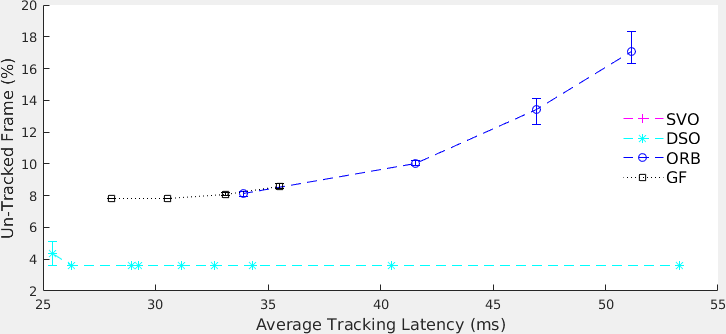 20
18
16
14
12
10
8
6
4
2
Un-Tracked Frame (%)
SVO
DSO
ORB
GF
25 30 35 40 45 50 55
Average Tracking Latency (ms)